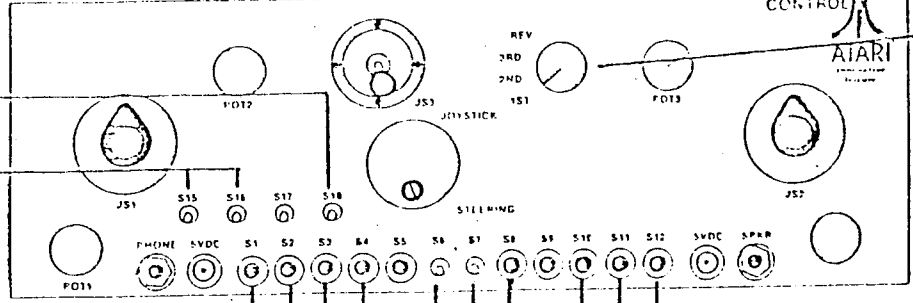 CONTROL
ATARI
REV
3RD
2ND
1ST
POT2
JS3
JOYSTICK
POT3
JS1
JS2
S15 S16 S17 S18
STEERING
PHONE 5VDC S1 S2 S3 S4 S5 S6 S7 S8 S9 S10 S11 S12 5VDC SPKR
POT1